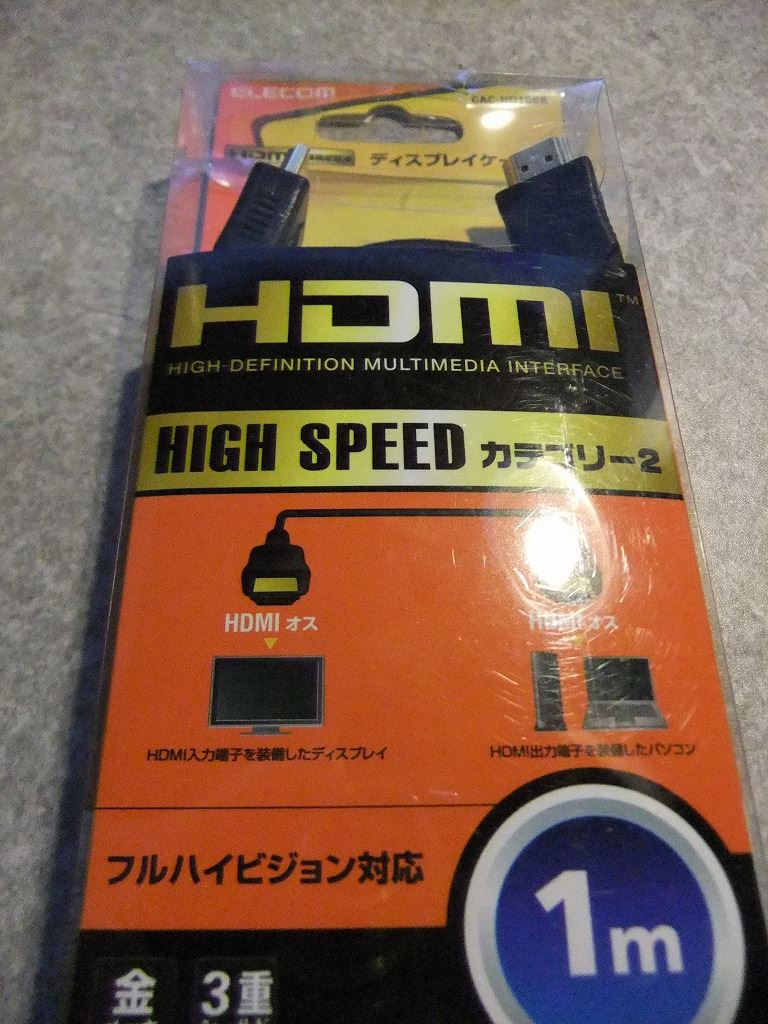 ELECOM
HDMI
ディスプレイケー
HDMI™
HIGH-DEFINITION MULTIMEDIA INTERFACE
HIGH SPEED カテゴリー2
HDMI オス
HDMI オス
HDMI入力端子を装備したディスプレイ
HDMI出力端子を装備したパソコン
フルハイビジョン対応
1m
金
3重